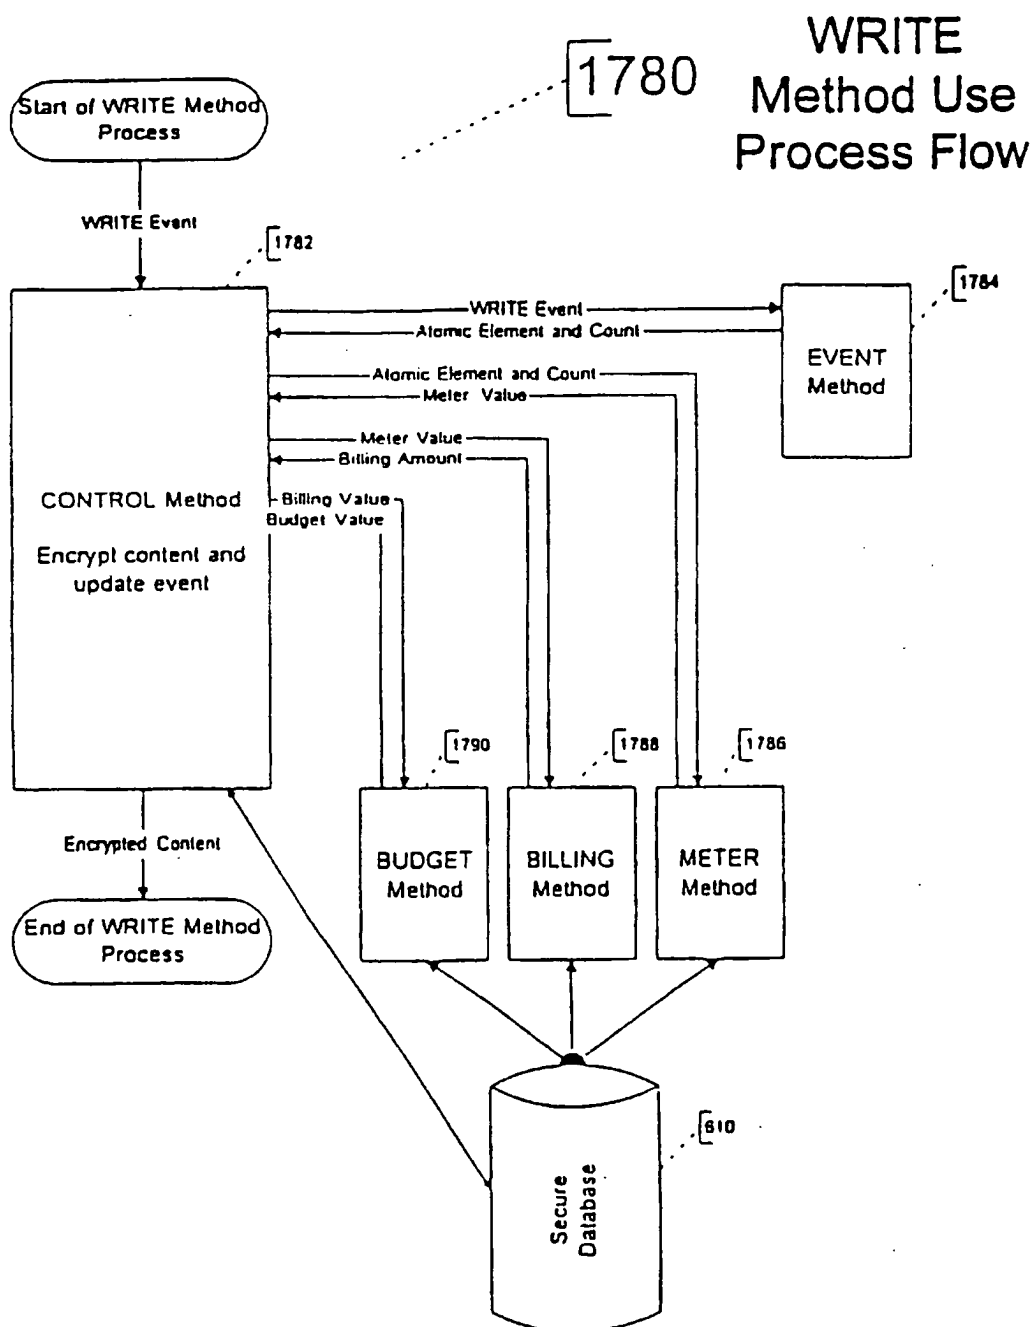 1780
WRITE
Method Use
Process Flow
Start of WRITE Method
Process
WRITE Event
1782
1784
WRITE Event
Atomic Element and Count
EVENT
Method
Atomic Element and Count
Meter Value
Meter Value
Billing Amount
CONTROL Method
Encrypt content and
update event
Billing Value
Budget Value
1790
1788
1786
Encrypted Content
BUDGET
Method
BILLING
Method
METER
Method
End of WRITE Method
Process
610
Secure
Database